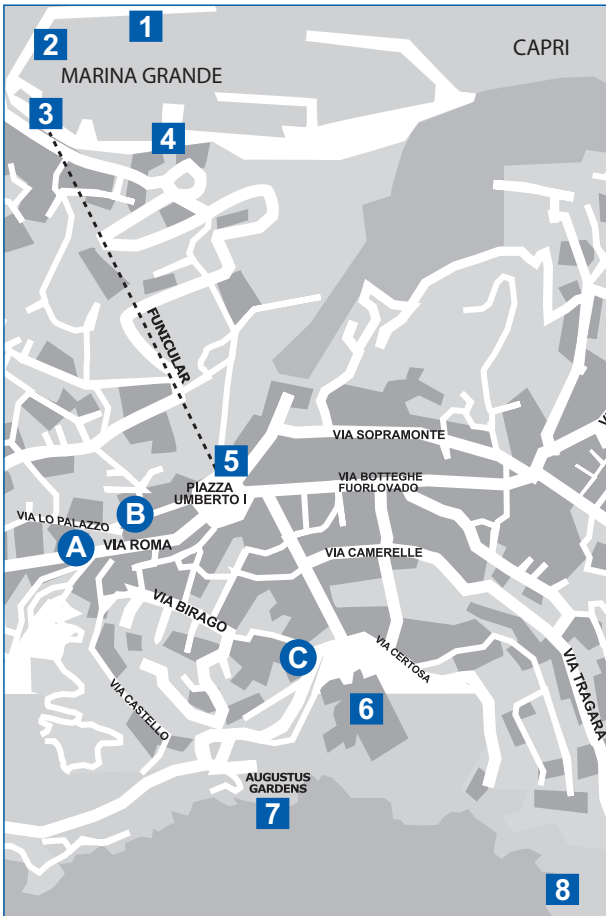 1
2
CAPRI
MARINA GRANDE
3
4
FUNICULAR
VIA SOPRAMONTE
5
PIAZZA
UMBERTO I
VIA BOTTEGHE
FUORLOVADO
B
VIA LO PALAZZO
A
VIA ROMA
VIA CAMERELLE
VIA BIRAGO
C
VIA CERTOSA
VIA TRAGARA
VIA CASTELLO
6
AUGUSTUS
GARDENS
7
8